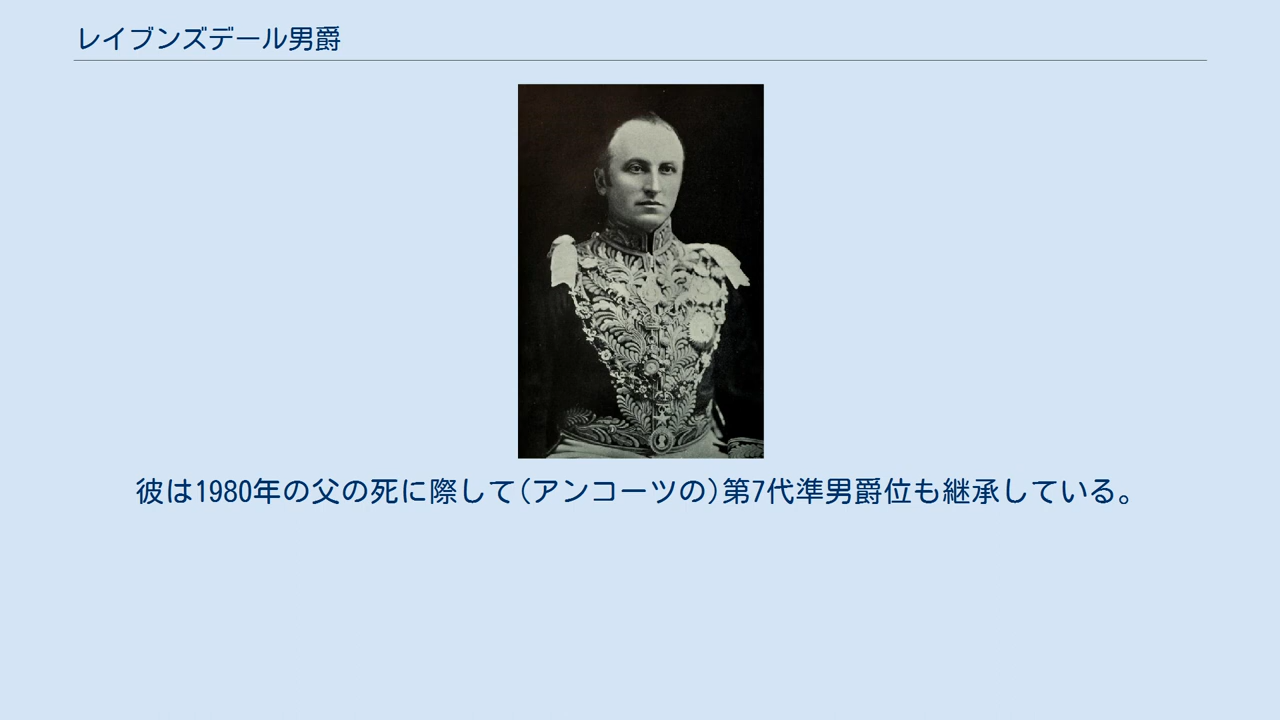 レイブンズデール男爵
彼は1980年の父の死に際して(アンコーツの)第7代準男爵位も継承している。